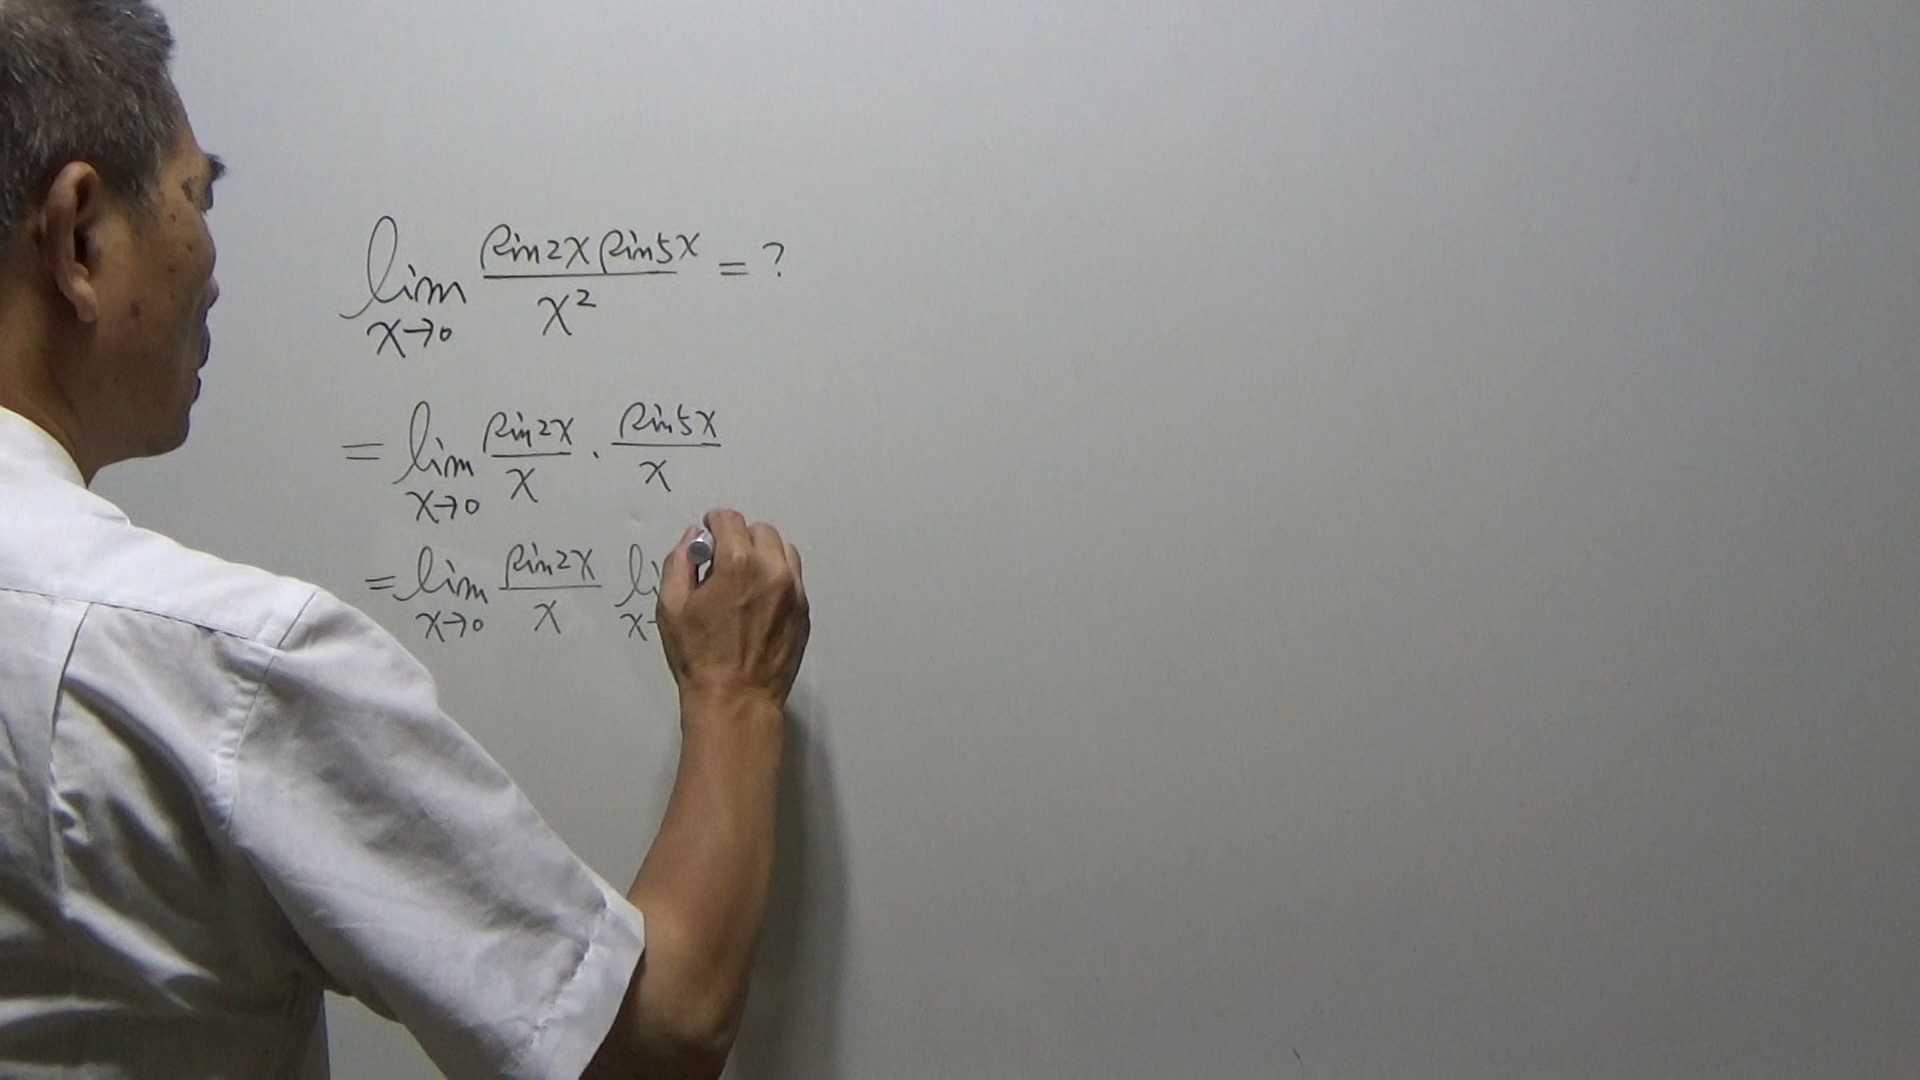 lim x→0 sin2x sin5x / x² = ?
= lim x→0 sin2x / x · sin5x / x
= lim x→0 sin2x / x li x-